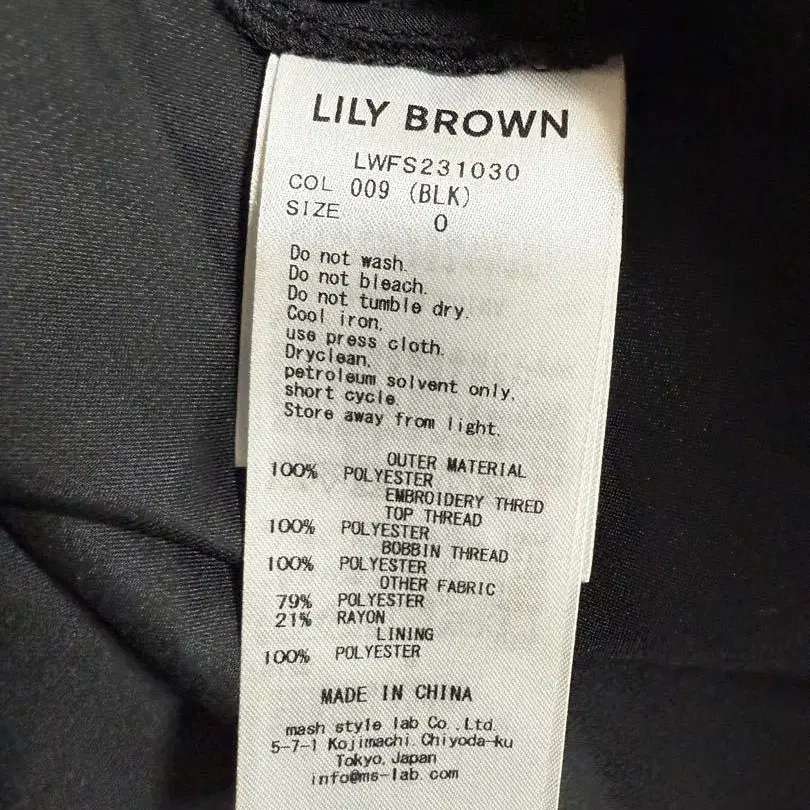 LILY BROWN
LWFS231030
COL 009 (BLK)
SIZE 0
Do not wash.
Do not bleach.
Do not tumble dry.
Cool iron,
use press cloth.
Dryclean,
petroleum solvent only,
short cycle.
Store away from light.
OUTER MATERIAL
100% POLYESTER
EMBROIDERY THRED
TOP THREAD
100% POLYESTER
BOBBIN THREAD
100% POLYESTER
OTHER FABRIC
79% POLYESTER
21% RAYON
LINING
100% POLYESTER
MADE IN CHINA
mash style lab Co.,Ltd.
5-7-1 Kojimachi, Chiyoda-ku
Tokyo, Japan
info@ms-lab.com